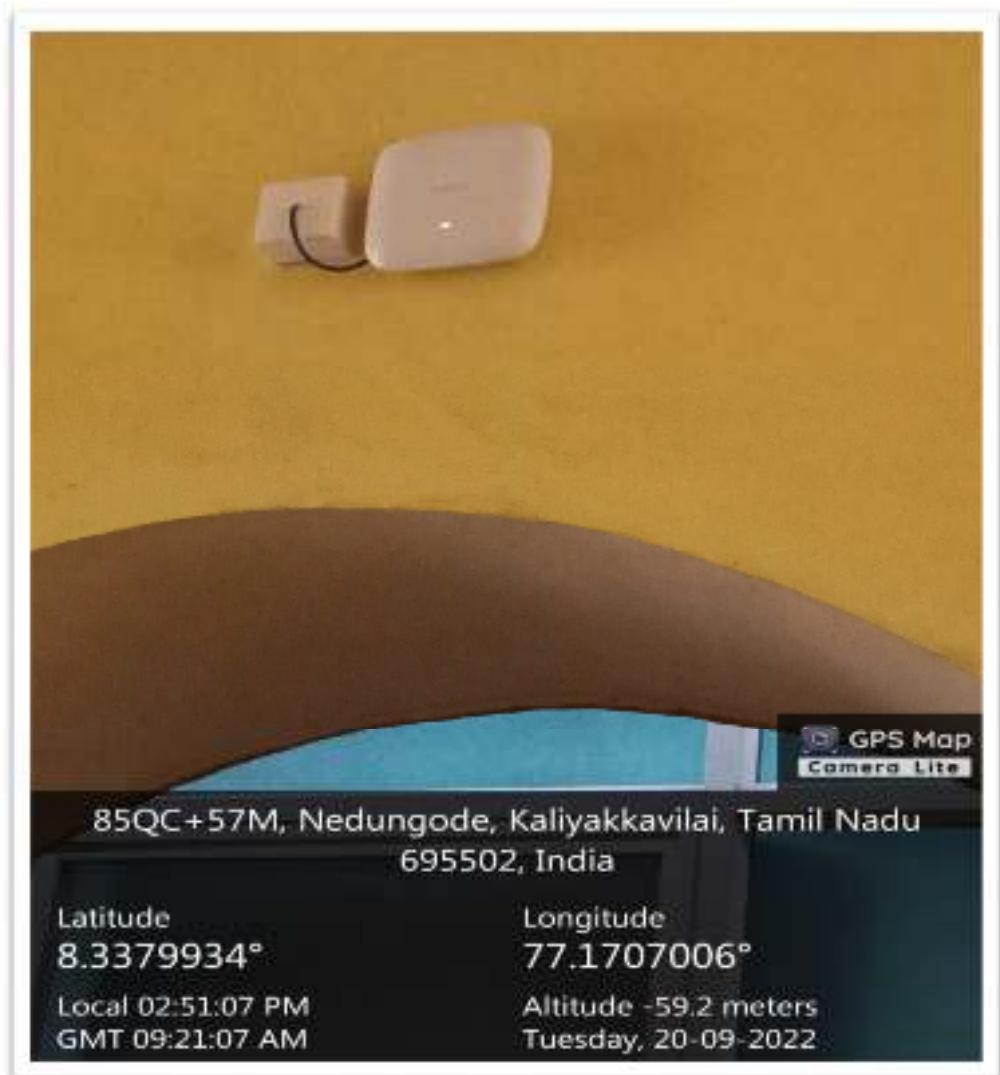 GPS Map
Camera Lite
85QC+57M, Nedungode, Kaliyakkavilai, Tamil Nadu
695502, India
Latitude
8.3379934°
Longitude
77.1707006°
Local 02:51:07 PM
GMT 09:21:07 AM
Altitude -59.2 meters
Tuesday, 20-09-2022